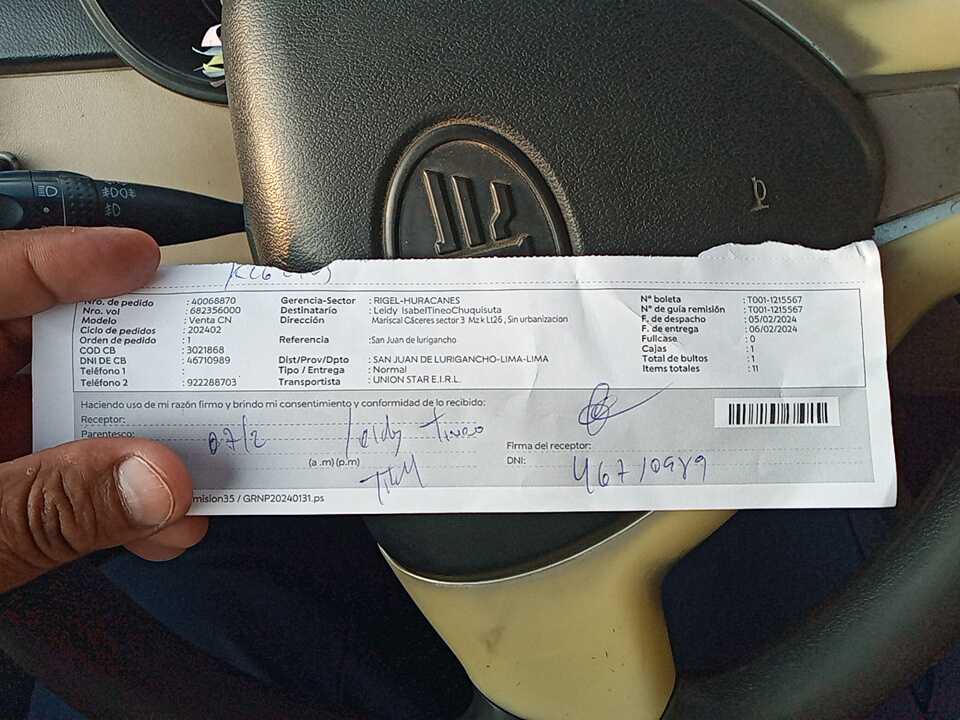 Nro. de pedido : 40068870
Nro. vol : 682356000
Modelo : Venta CN
Ciclo de pedidos : 202402
Orden de pedido : 1
COD CB : 3021868
DNI DE CB : 46710989
Teléfono 1 :
Teléfono 2 : 922288703
Gerencia-Sector : RIGEL-HURACANES
Destinatario : Leidy IsabelTineoChuquisuta
Dirección Mariscal Cáceres sector 3 Mz k Lt26 , Sin urbanizacion
Referencia :San Juan de lurigancho
Dist/Prov/Dpto : SAN JUAN DE LURIGANCHO-LIMA-LIMA
Tipo / Entrega : Normal
Transportista : UNION STAR E.I.R.L.
Nº boleta : T001-1215567
Nº de guía remisión : T001-1215567
F. de despacho : 05/02/2024
F. de entrega : 06/02/2024
Fullcase : 0
Cajas : 1
Total de bultos : 1
Items totales : 11
Haciendo uso de mi razón firmo y brindo mi consentimiento y conformidad de lo recibido:
Receptor:
Parentesco:
07/2 Leidy Tineo
(a .m) (p.m)
Firma del receptor:
DNI: 46710989
mision35 / GRNP20240131.ps